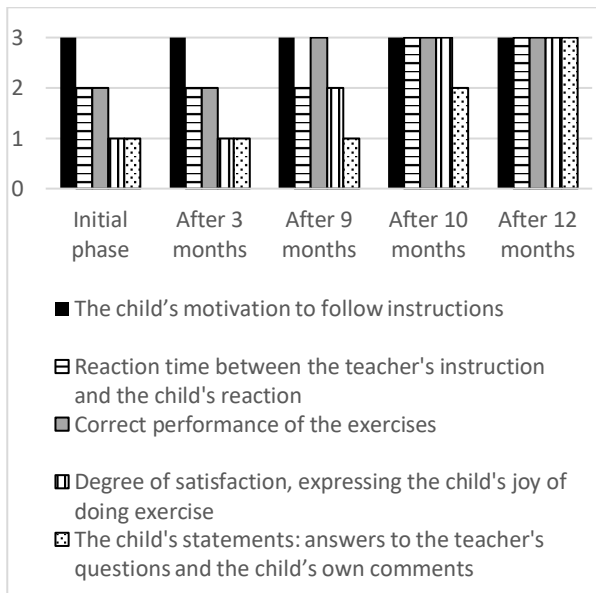 3
2
1
0
Initial phase
After 3 months
After 9 months
After 10 months
After 12 months
The child’s motivation to follow instructions
Reaction time between the teacher's instruction
and the child's reaction
Correct performance of the exercises
Degree of satisfaction, expressing the child's joy of
doing exercise
The child's statements: answers to the teacher's
questions and the child’s own comments